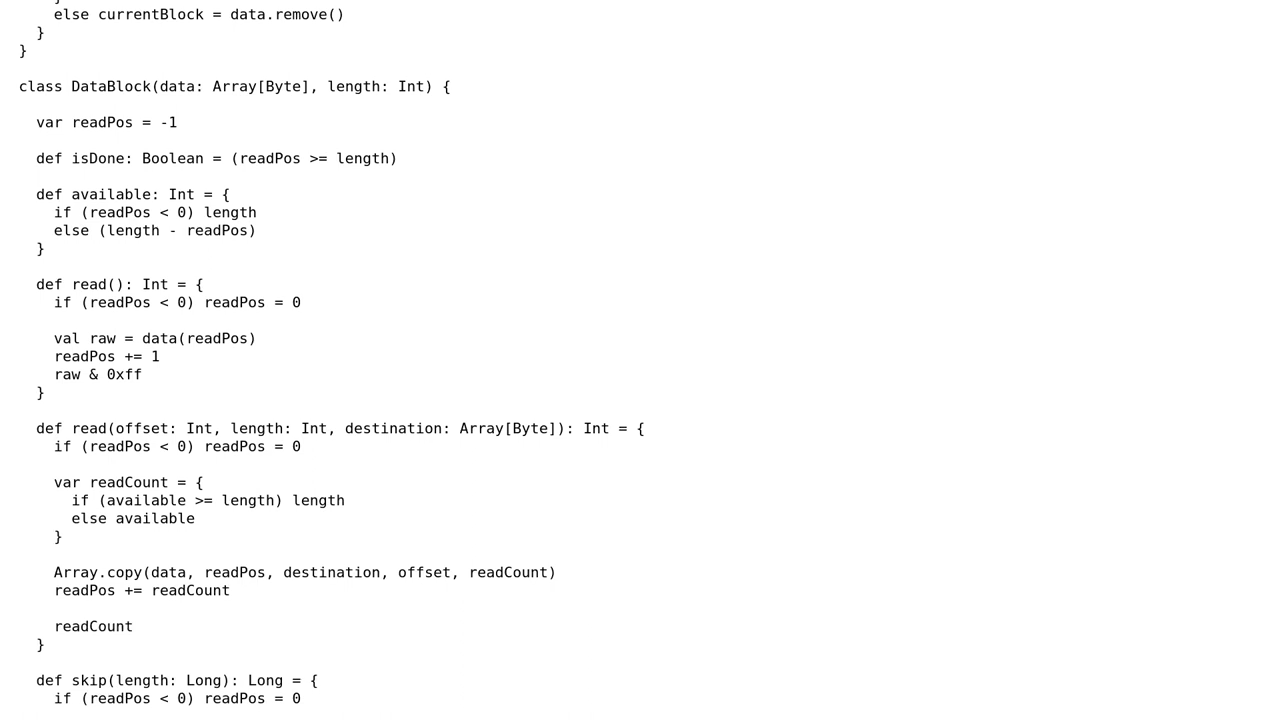 }
    else currentBlock = data.remove()
  }
}

class DataBlock(data: Array[Byte], length: Int) {

  var readPos = -1

  def isDone: Boolean = (readPos >= length)

  def available: Int = {
    if (readPos < 0) length
    else (length - readPos)
  }

  def read(): Int = {
    if (readPos < 0) readPos = 0

    val raw = data(readPos)
    readPos += 1
    raw & 0xff
  }

  def read(offset: Int, length: Int, destination: Array[Byte]): Int = {
    if (readPos < 0) readPos = 0

    var readCount = {
      if (available >= length) length
      else available
    }

    Array.copy(data, readPos, destination, offset, readCount)
    readPos += readCount

    readCount
  }

  def skip(length: Long): Long = {
    if (readPos < 0) readPos = 0